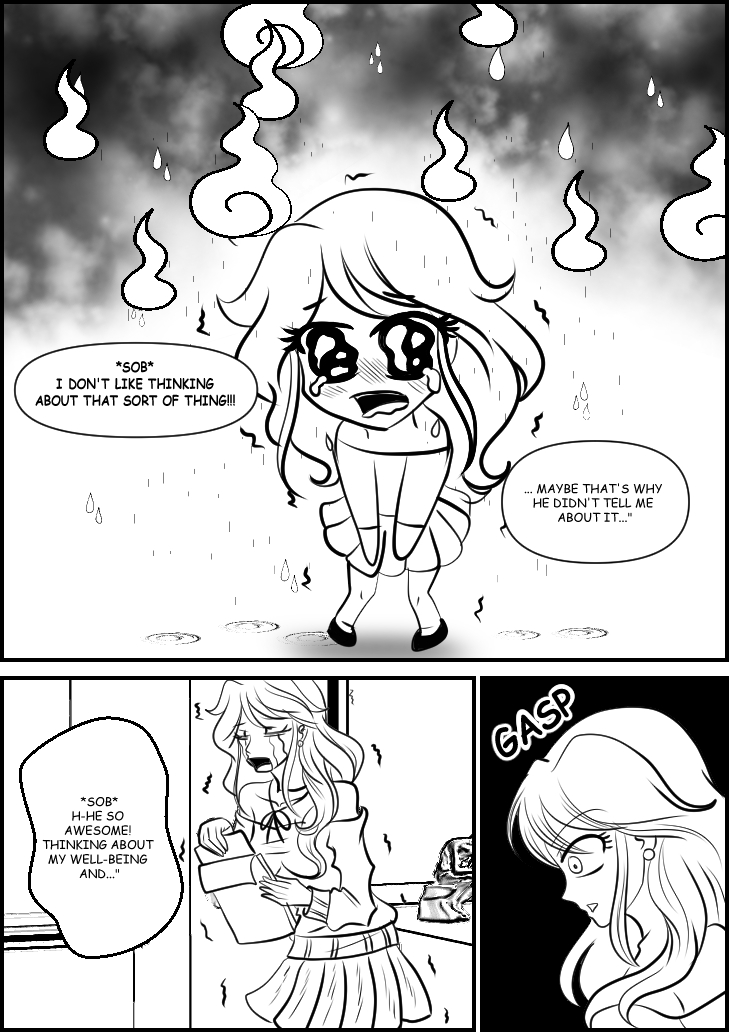 *SOB*
I DON'T LIKE THINKING
ABOUT THAT SORT OF THING!!!
... MAYBE THAT'S WHY
HE DIDN'T TELL ME
ABOUT IT..."
*SOB*
H-HE SO
AWESOME!
THINKING ABOUT
MY WELL-BEING
AND..."
GASP